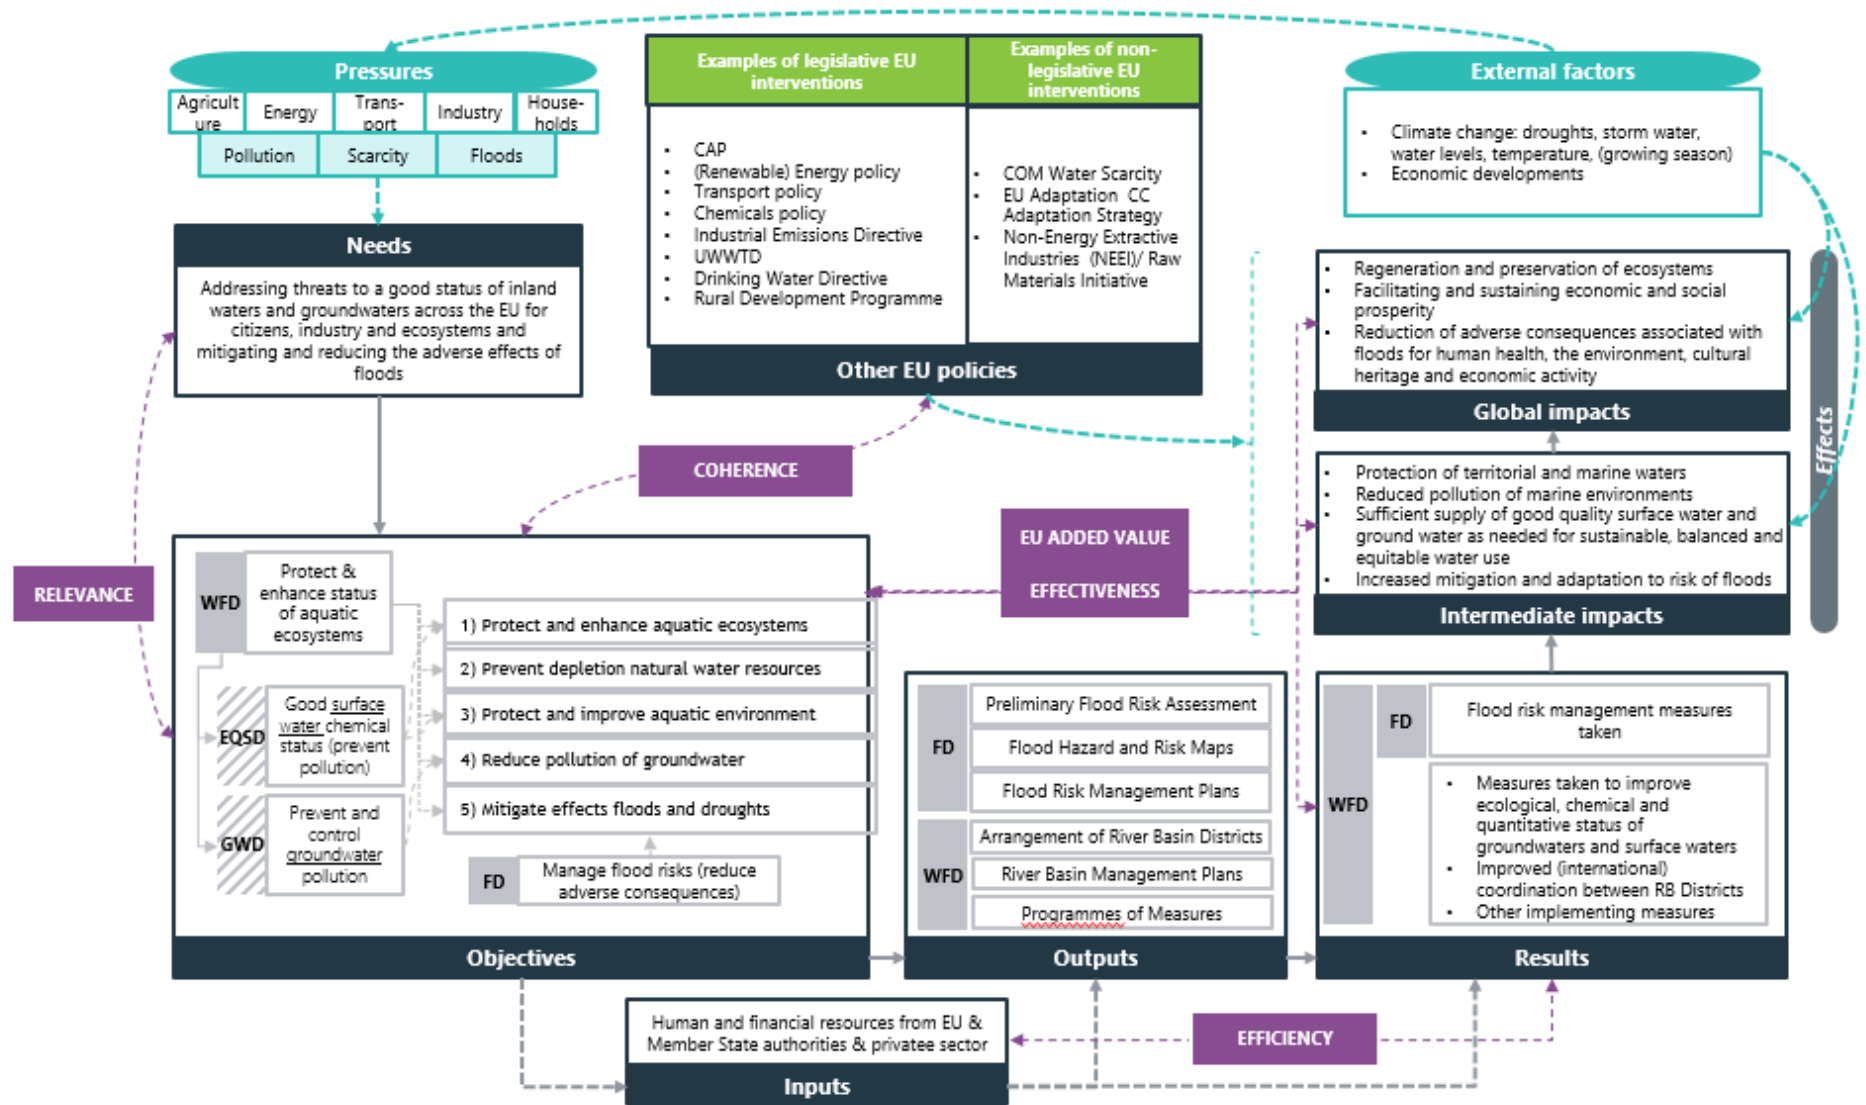 Pressures
Agricult
ure
Energy
Trans-
port
Industry
House-
holds
Pollution
Scarcity
Floods
Needs
Addressing threats to a good status of inland
waters and groundwaters across the EU for
citizens, industry and ecosystems and
mitigating and reducing the adverse effects of
floods
Examples of legislative EU
interventions
▪ CAP
▪ (Renewable) Energy policy
▪ Transport policy
▪ Chemicals policy
▪ Industrial Emissions Directive
▪ UWWTD
▪ Drinking Water Directive
▪ Rural Development Programme
Examples of non-
legislative EU
interventions
▪ COM Water Scarcity
▪ EU Adaptation CC
Adaptation Strategy
▪ Non-Energy Extractive
Industries (NEEI)/ Raw
Materials Initiative
Other EU policies
External factors
▪ Climate change: droughts, storm water,
water levels, temperature, (growing season)
▪ Economic developments
▪ Regeneration and preservation of ecosystems
▪ Facilitating and sustaining economic and social
prosperity
▪ Reduction of adverse consequences associated with
floods for human health, the environment, cultural
heritage and economic activity
Global impacts
▪ Protection of territorial and marine waters
▪ Reduced pollution of marine environments
▪ Sufficient supply of good quality surface water and
ground water as needed for sustainable, balanced and
equitable water use
▪ Increased mitigation and adaptation to risk of floods
Intermediate impacts
Effects
COHERENCE
EU ADDED VALUE
EFFECTIVENESS
RELEVANCE
WFD
Protect &
enhance status
of aquatic
ecosystems
EQSD
Good surface
water chemical
status (prevent
pollution)
GWD
Prevent and
control
groundwater
pollution
1) Protect and enhance aquatic ecosystems
2) Prevent depletion natural water resources
3) Protect and improve aquatic environment
4) Reduce pollution of groundwater
5) Mitigate effects floods and droughts
FD
Manage flood risks (reduce
adverse consequences)
Objectives
FD
Preliminary Flood Risk Assessment
Flood Hazard and Risk Maps
Flood Risk Management Plans
WFD
Arrangement of River Basin Districts
River Basin Management Plans
Programmes of Measures
Outputs
WFD
FD
Flood risk management measures
taken
▪ Measures taken to improve
ecological, chemical and
quantitative status of
groundwaters and surface waters
▪ Improved (international)
coordination between RB Districts
▪ Other implementing measures
Results
Human and financial resources from EU &
Member State authorities & privatee sector
Inputs
EFFICIENCY